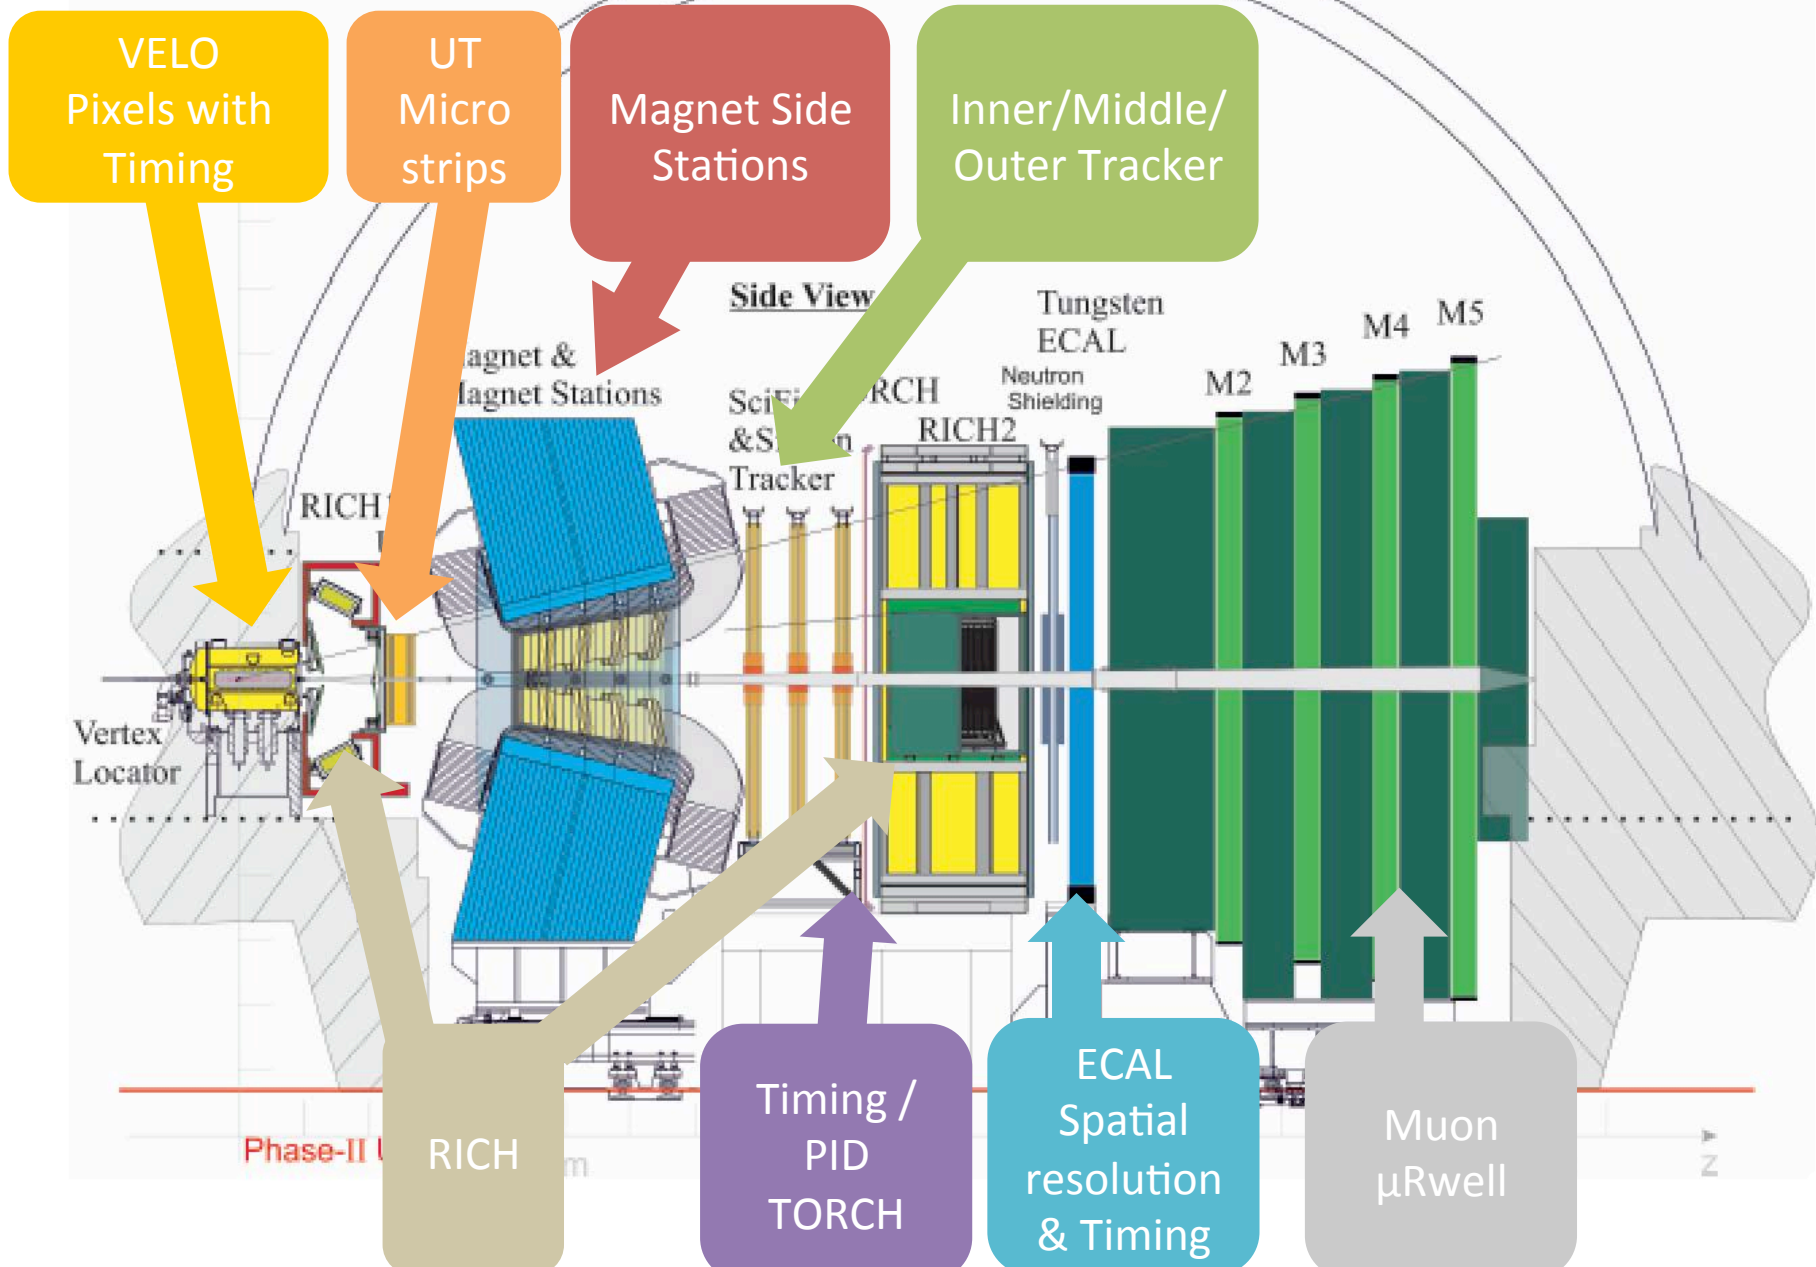 VELO
Pixels with
Timing
UT
Micro
strips
Magnet Side
Stations
Inner/Middle/
Outer Tracker
Side View
Tungsten
ECAL
Neutron
Shielding
M2
M3
M4
M5
agnet &
agnet Stations
SciFi
Tracker
RCH
RICH2
RICH
Vertex
Locator
Phase-II
m
Z
RICH
Timing /
PID
TORCH
ECAL
Spatial
resolution
& Timing
Muon
µRwell